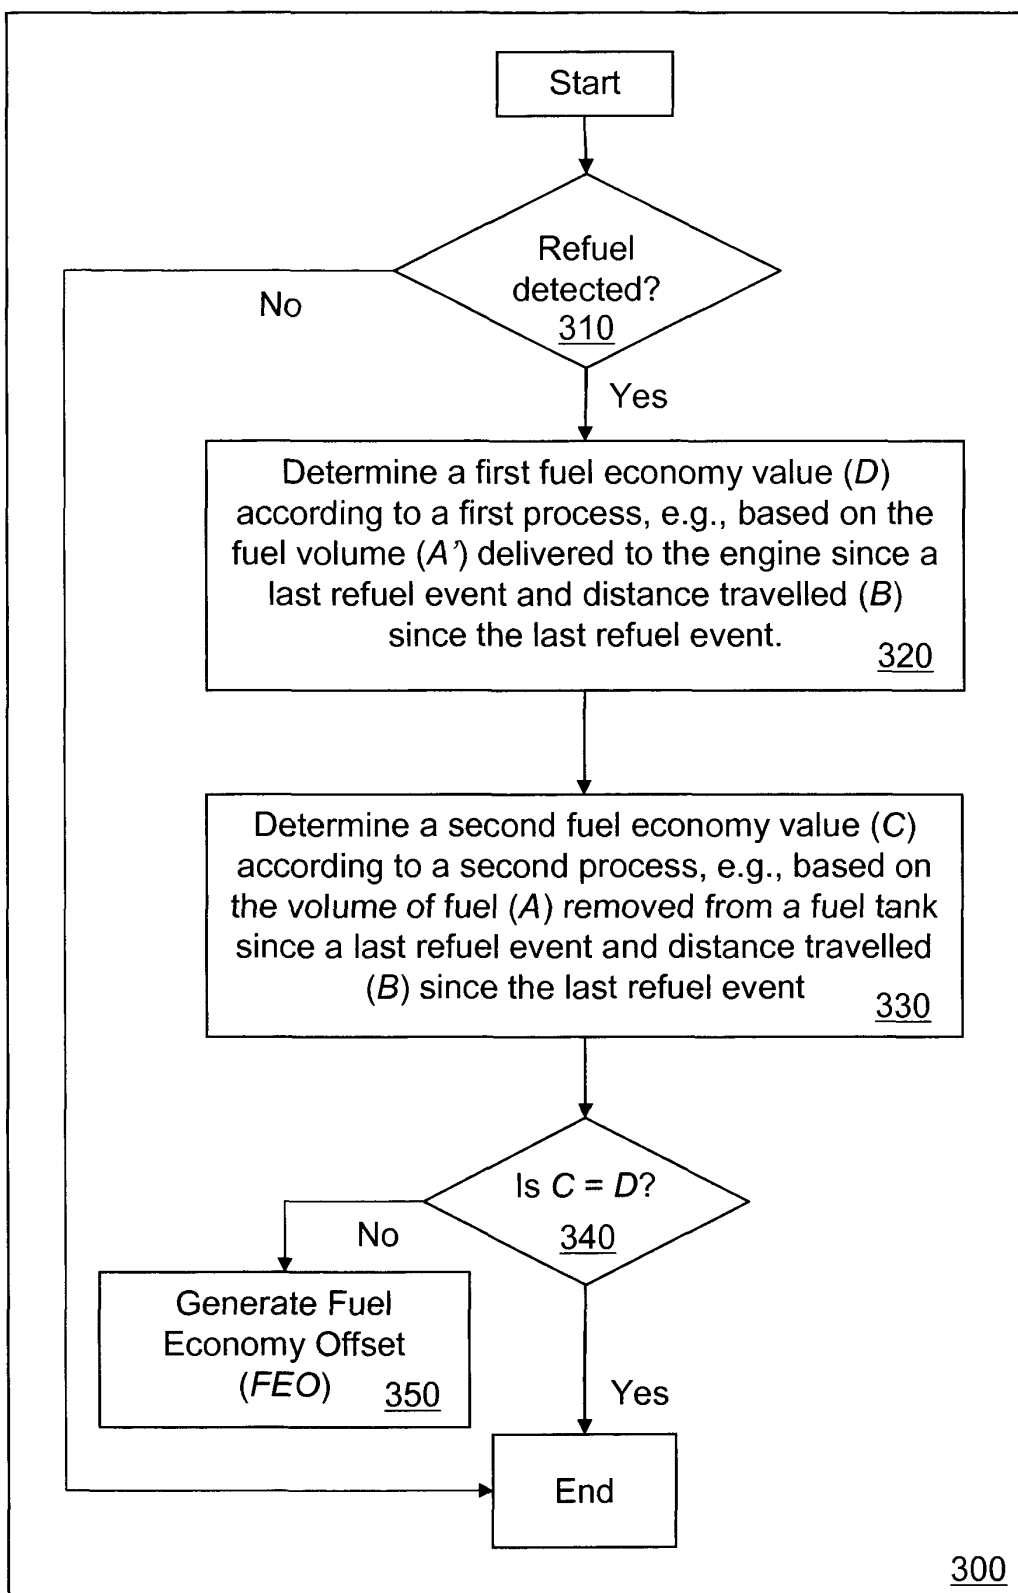 Start
Refuel
detected?
310
No
Yes
Determine a first fuel economy value (D)
according to a first process, e.g., based on the
fuel volume (A’) delivered to the engine since a
last refuel event and distance travelled (B)
since the last refuel event.
320
Determine a second fuel economy value (C)
according to a second process, e.g., based on
the volume of fuel (A) removed from a fuel tank
since a last refuel event and distance travelled
(B) since the last refuel event
330
Is C = D?
340
No
Generate Fuel
Economy Offset
(FEO)
350
Yes
End
300